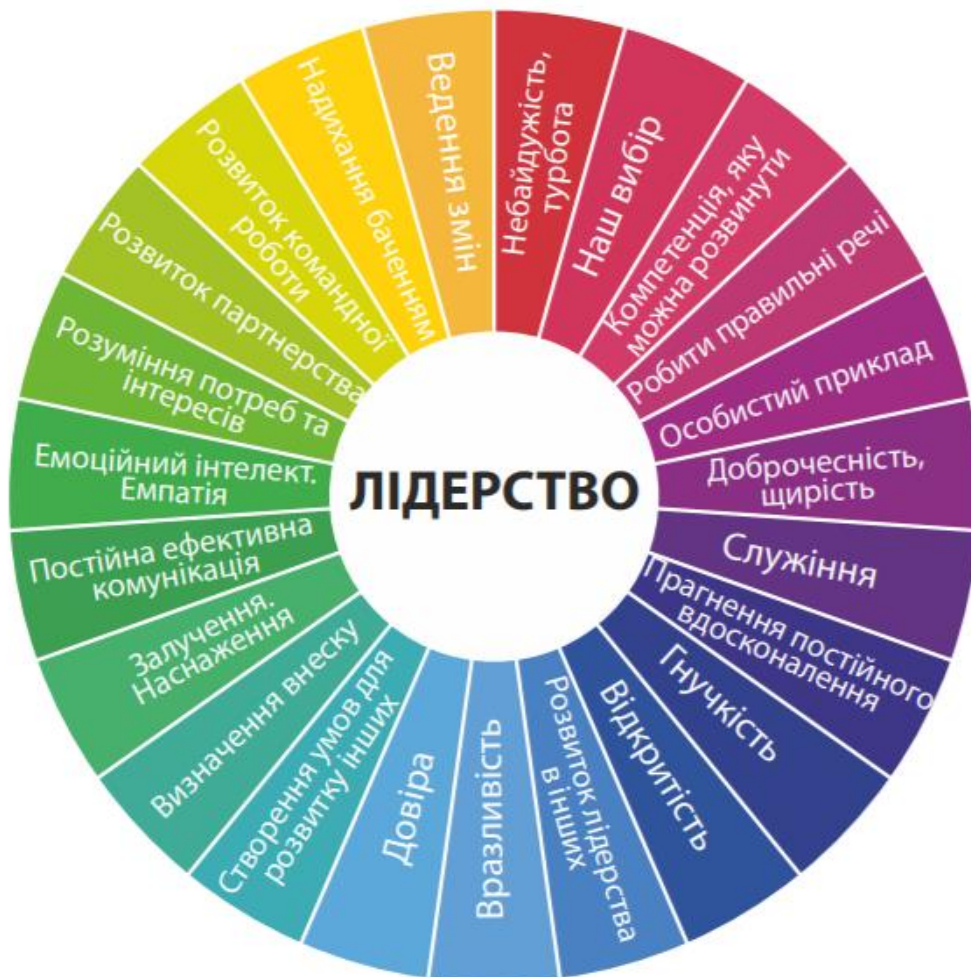 Небайдужість,
турбота
Наш вибір
Компетенція, яку
можна розвинути
Робити правильні речі
Особистий приклад
Доброчесність,
щирість
Служіння
Прагнення постійного
вдосконалення
Гнучкість
Відкритість
Розвиток лідерства
в інших
Вразливість
Довіра
Створення умов для
розвитку інших
Визначення внеску
Залучення.
Наснаження
Постійна ефективна
комунікація
Емоційний інтелект.
Емпатія
Розуміння потреб та
інтересів
Розвиток партнерства
Розвиток командної
роботи
Надихання баченням
Ведення змін
ЛІДЕРСТВО